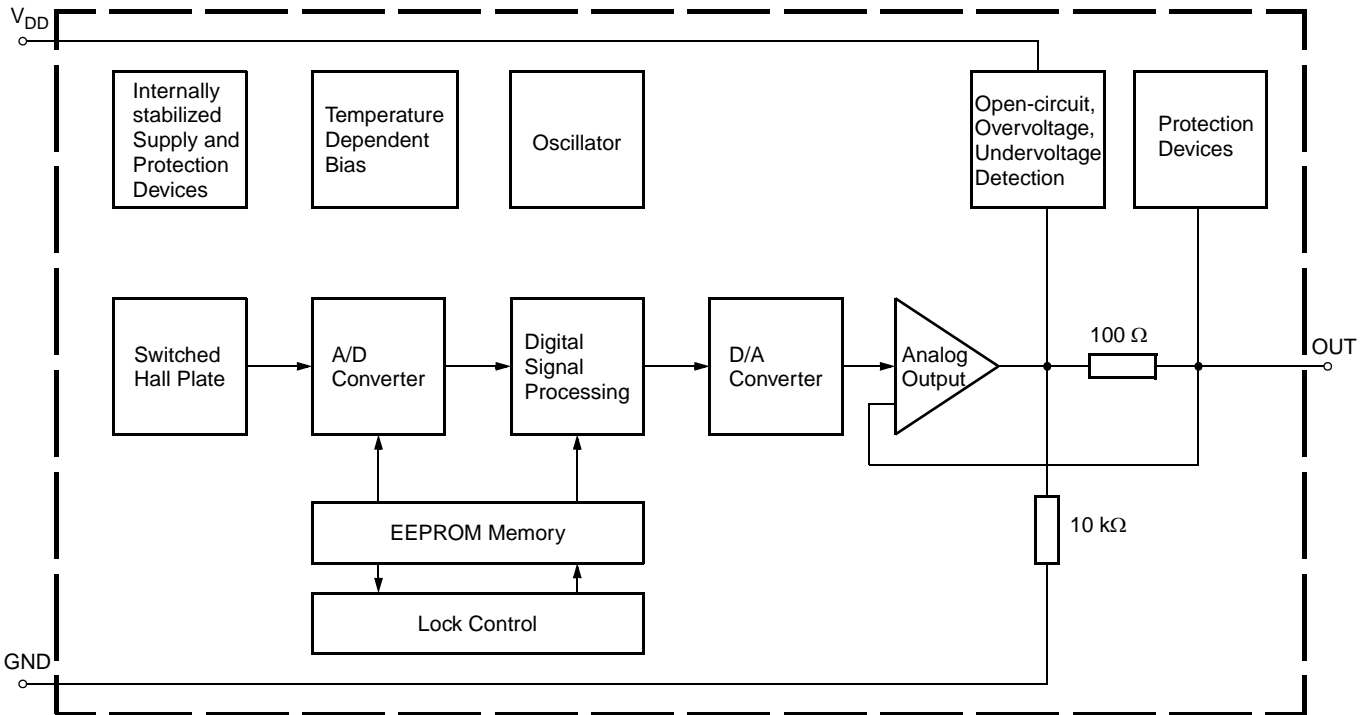 VDD
Internally
stabilized
Supply and
Protection
Devices
Temperature
Dependent
Bias
Oscillator
Open-circuit,
Overvoltage,
Undervoltage
Detection
Protection
Devices
Switched
Hall Plate
A/D
Converter
Digital
Signal
Processing
D/A
Converter
Analog
Output
100 Ω
OUT
EEPROM Memory
10 kΩ
Lock Control
GND